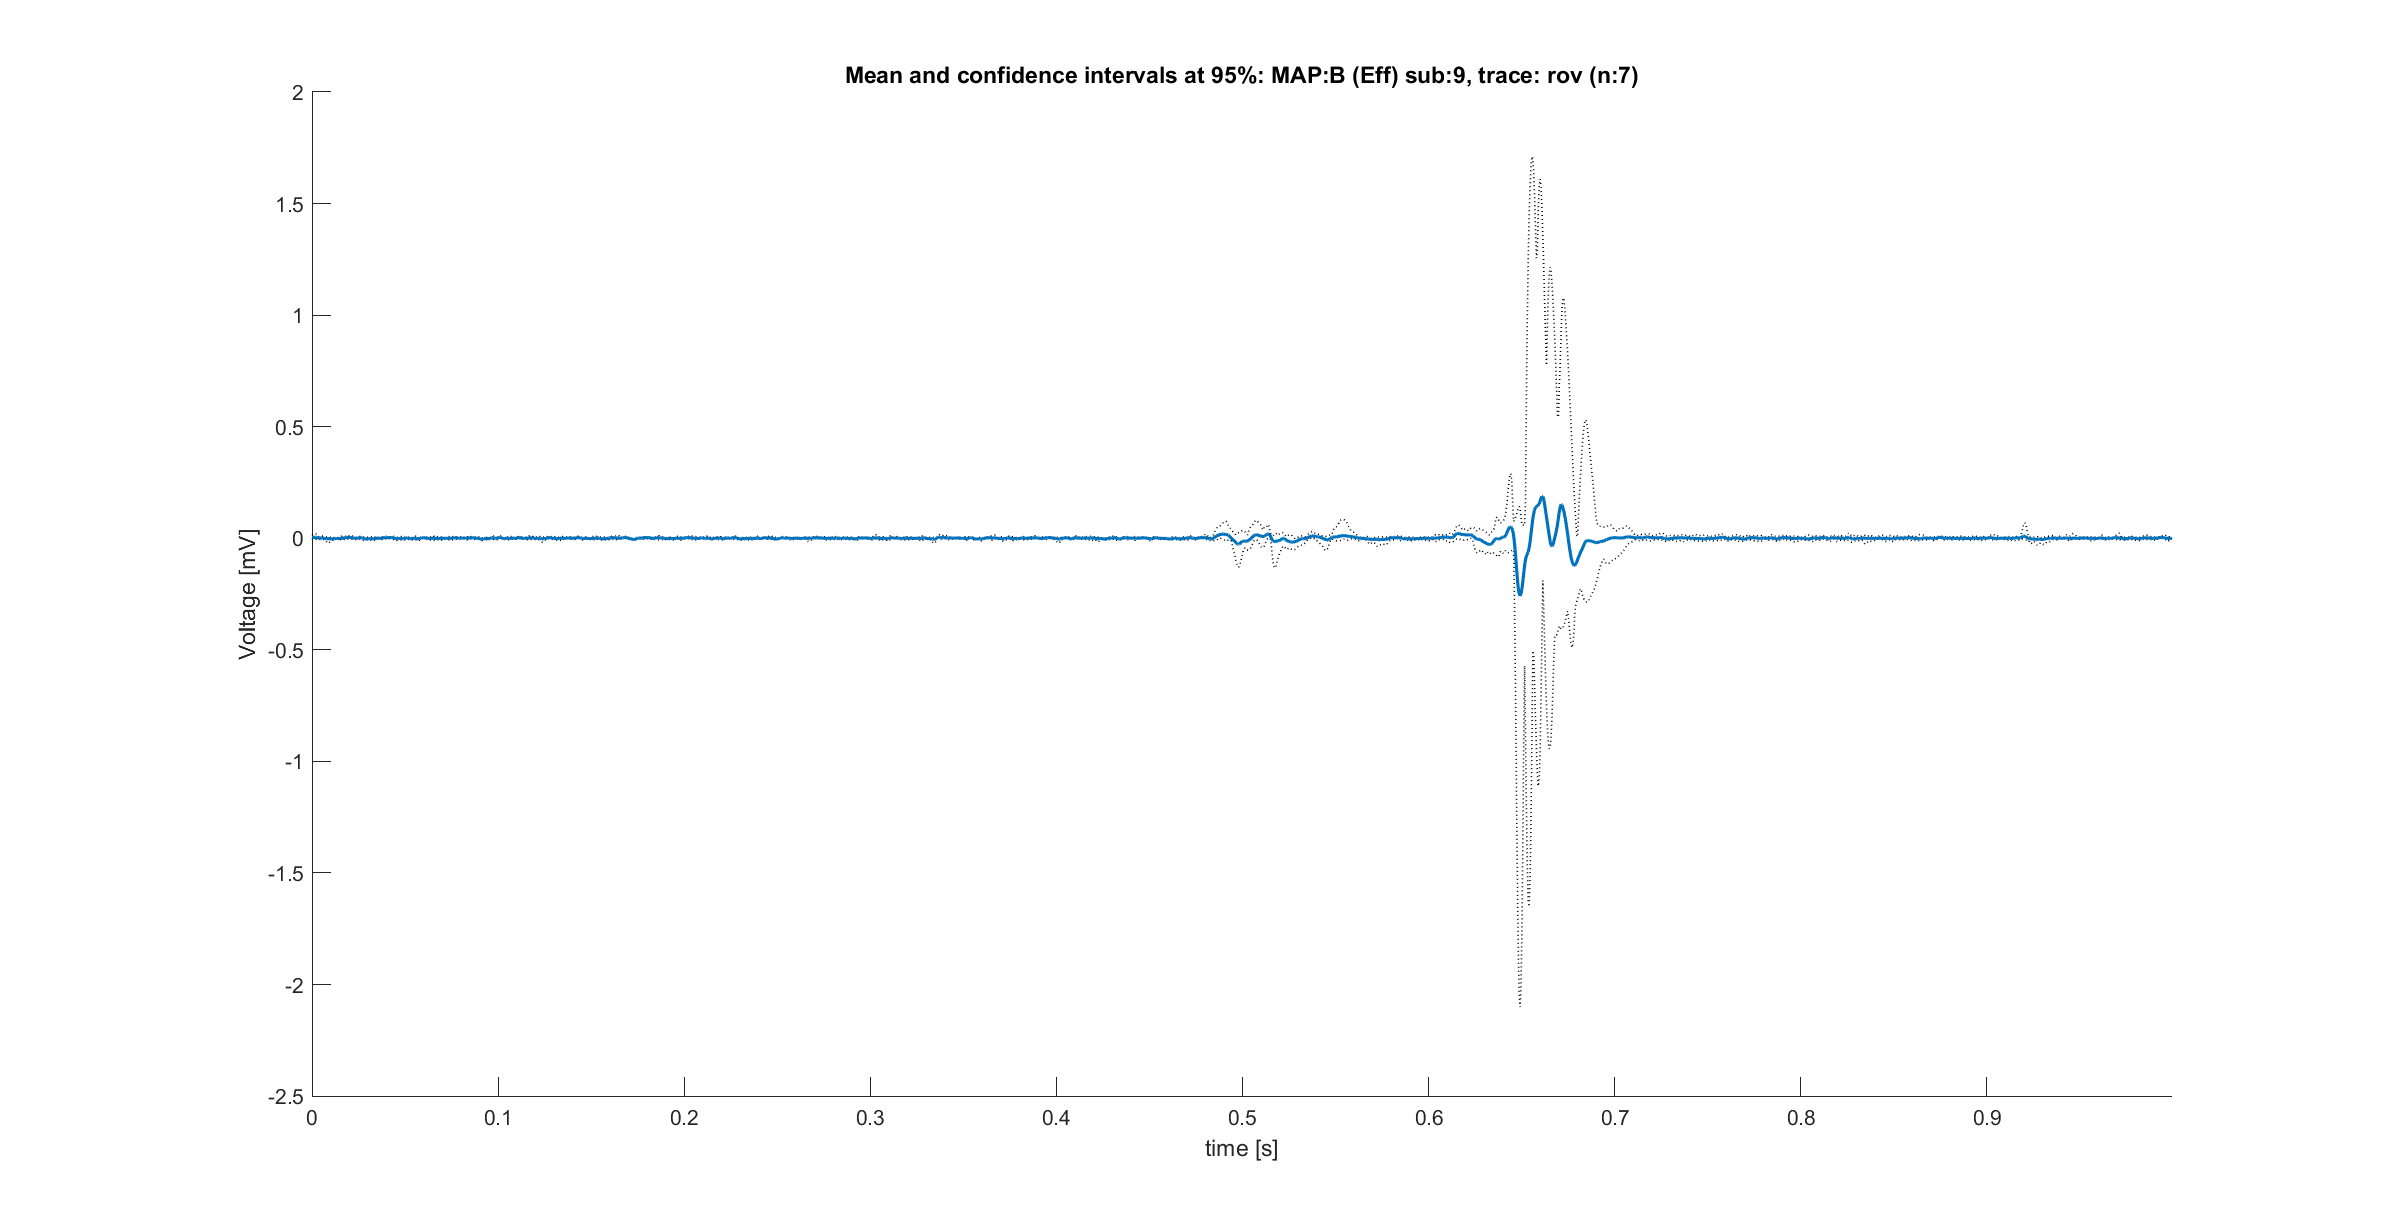 Mean and confidence intervals at 95%: MAP:B (Eff) sub:9, trace: rov (n:7)
2
1.5
1
0.5
0
-0.5
-1
-1.5
-2
-2.5
Voltage [mV]
0 0.1 0.2 0.3 0.4 0.5 0.6 0.7 0.8 0.9
time [s]